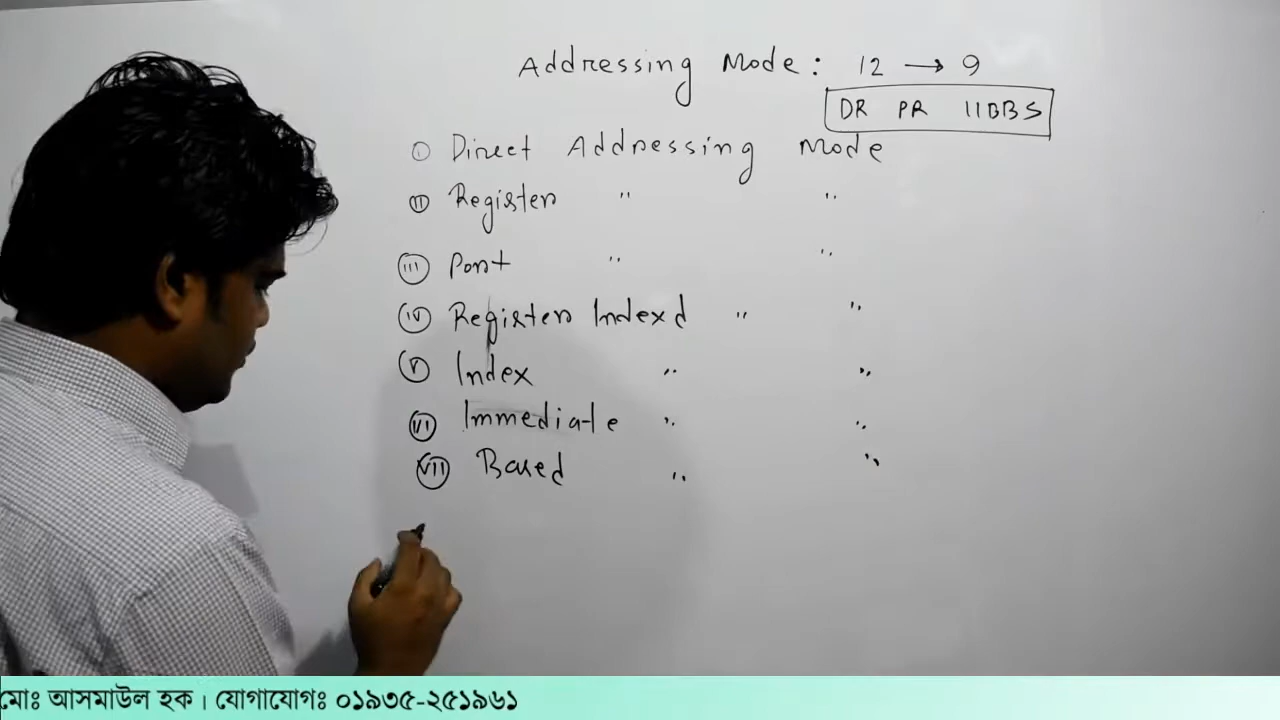 Addressing Mode: 12 → 9
DR PR IIBBS
(i) Direct Addressing Mode
(ii) Register " "
(iii) Port " "
(iv) Register Indexd " "
(v) Index " "
(vi) Immediate " "
(vii) Based " "
মোঃ আসমাউল হক। যোগাযোগঃ ০১৯৩৫-২৫১৯৬১